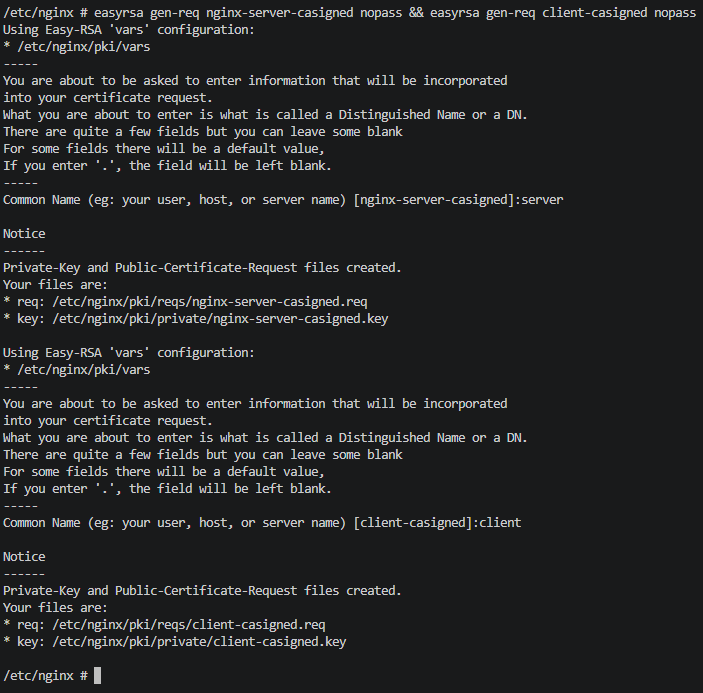 /etc/nginx # easyrsa gen-req nginx-server-casigned nopass && easyrsa gen-req client-casigned nopass
Using Easy-RSA 'vars' configuration:
* /etc/nginx/pki/vars
-----
You are about to be asked to enter information that will be incorporated
into your certificate request.
What you are about to enter is what is called a Distinguished Name or a DN.
There are quite a few fields but you can leave some blank
For some fields there will be a default value,
If you enter '.', the field will be left blank.
-----
Common Name (eg: your user, host, or server name) [nginx-server-casigned]:server
Notice
------
Private-Key and Public-Certificate-Request files created.
Your files are:
* req: /etc/nginx/pki/reqs/nginx-server-casigned.req
* key: /etc/nginx/pki/private/nginx-server-casigned.key
Using Easy-RSA 'vars' configuration:
* /etc/nginx/pki/vars
-----
You are about to be asked to enter information that will be incorporated
into your certificate request.
What you are about to enter is what is called a Distinguished Name or a DN.
There are quite a few fields but you can leave some blank
For some fields there will be a default value,
If you enter '.', the field will be left blank.
-----
Common Name (eg: your user, host, or server name) [client-casigned]:client
Notice
------
Private-Key and Public-Certificate-Request files created.
Your files are:
* req: /etc/nginx/pki/reqs/client-casigned.req
* key: /etc/nginx/pki/private/client-casigned.key
/etc/nginx #